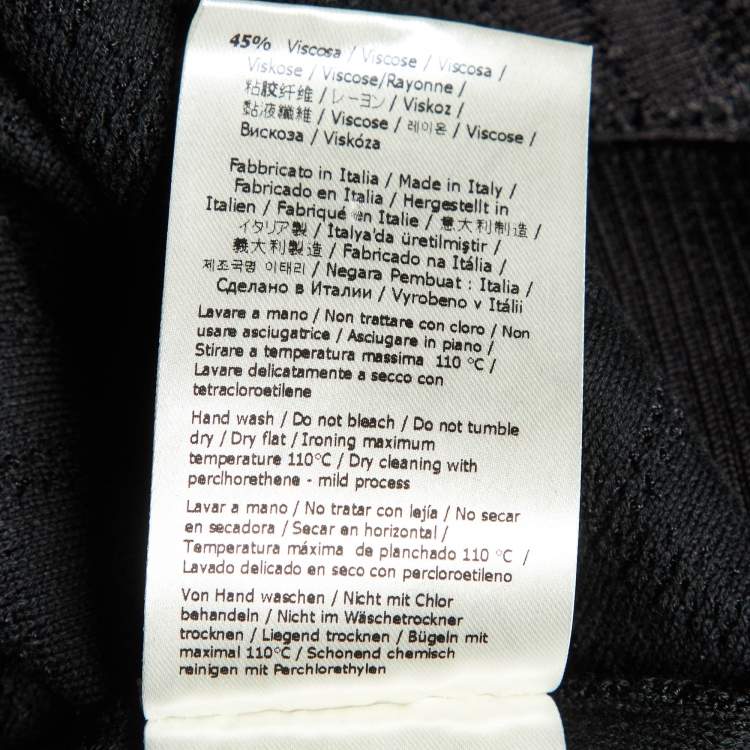 45% Viscosa / Viscose / Viscosa /
Viskose / Viscose/Rayonne /
粘胶纤维 / レーヨン / Viskoz /
黏液纖維 / Viscose / 레이온 / Viscose /
Вискоза / Viskóza
Fabbricato in Italia / Made in Italy /
Fabricado en Italia / Hergestellt in
Italien / Fabriqué en Italie / 意大利制造 /
イタリア製 / İtalya'da üretilmiştir /
義大利製造 / Fabricado na Itália /
제조국명 이태리 / Negara Pembuat : Italia /
Сделано в Италии / Vyrobeno v Itálii
Lavare a mano / Non trattare con cloro / Non
usare asciugatrice / Asciugare in piano /
Stirare a temperatura massima 110 °C /
Lavare delicatamente a secco con
tetracloroetilene
Hand wash / Do not bleach / Do not tumble
dry / Dry flat / Ironing maximum
temperature 110°C / Dry cleaning with
perclhorethene - mild process
Lavar a mano / No tratar con lejía / No secar
en secadora / Secar en horizontal /
Temperatura máxima de planchado 110 °C /
Lavado delicado en seco con percloroetileno
Von Hand waschen / Nicht mit Chlor
behandeln / Nicht im Wäschetrockner
trocknen / Liegend trocknen / Bügeln mit
maximal 110°C / Schonend chemisch
reinigen mit Perchlorethylen